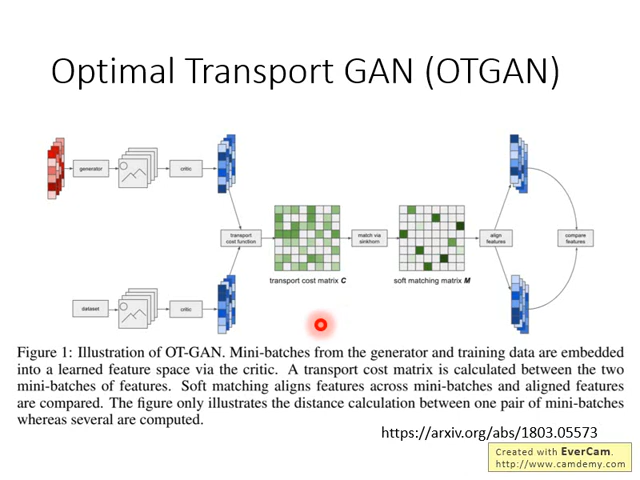 Optimal Transport GAN (OTGAN)
generator
critic
transport
cost function
dataset
critic
transport cost matrix C
match via
sinkhorn
soft matching matrix M
align
features
compare
features
Figure 1: Illustration of OT-GAN. Mini-batches from the generator and training data are embedded
into a learned feature space via the critic. A transport cost matrix is calculated between the two
mini-batches of features. Soft matching aligns features across mini-batches and aligned features
are compared. The figure only illustrates the distance calculation between one pair of mini-batches
whereas several are computed.
https://arxiv.org/abs/1803.05573
Created with EverCam.
http://www.camdemy.com